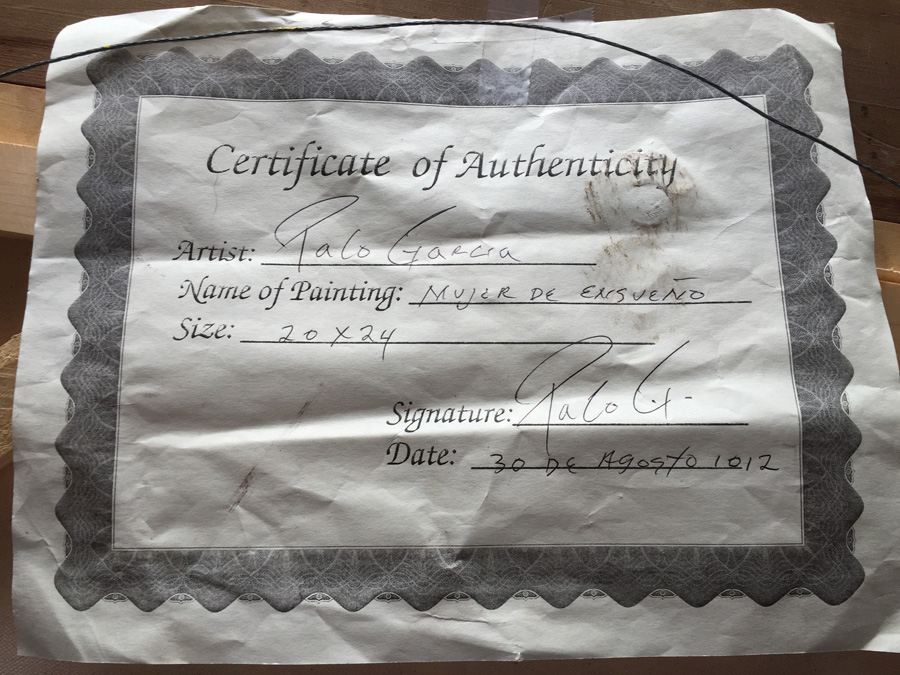 Certificate of Authenticity
Artist: Palo Garcia
Name of Painting: MUJER DE ENSUEÑO
Size: 20 X 24
Signature: Palo G.
Date: 30 DE AGOSTO 1012